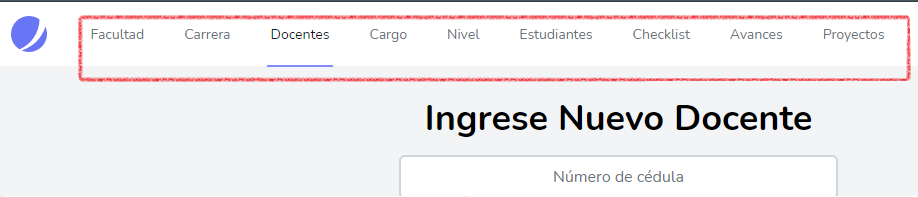 Facultad Carrera Docentes Cargo Nivel Estudiantes Checklist Avances Proyectos
Ingrese Nuevo Docente
Número de cédula